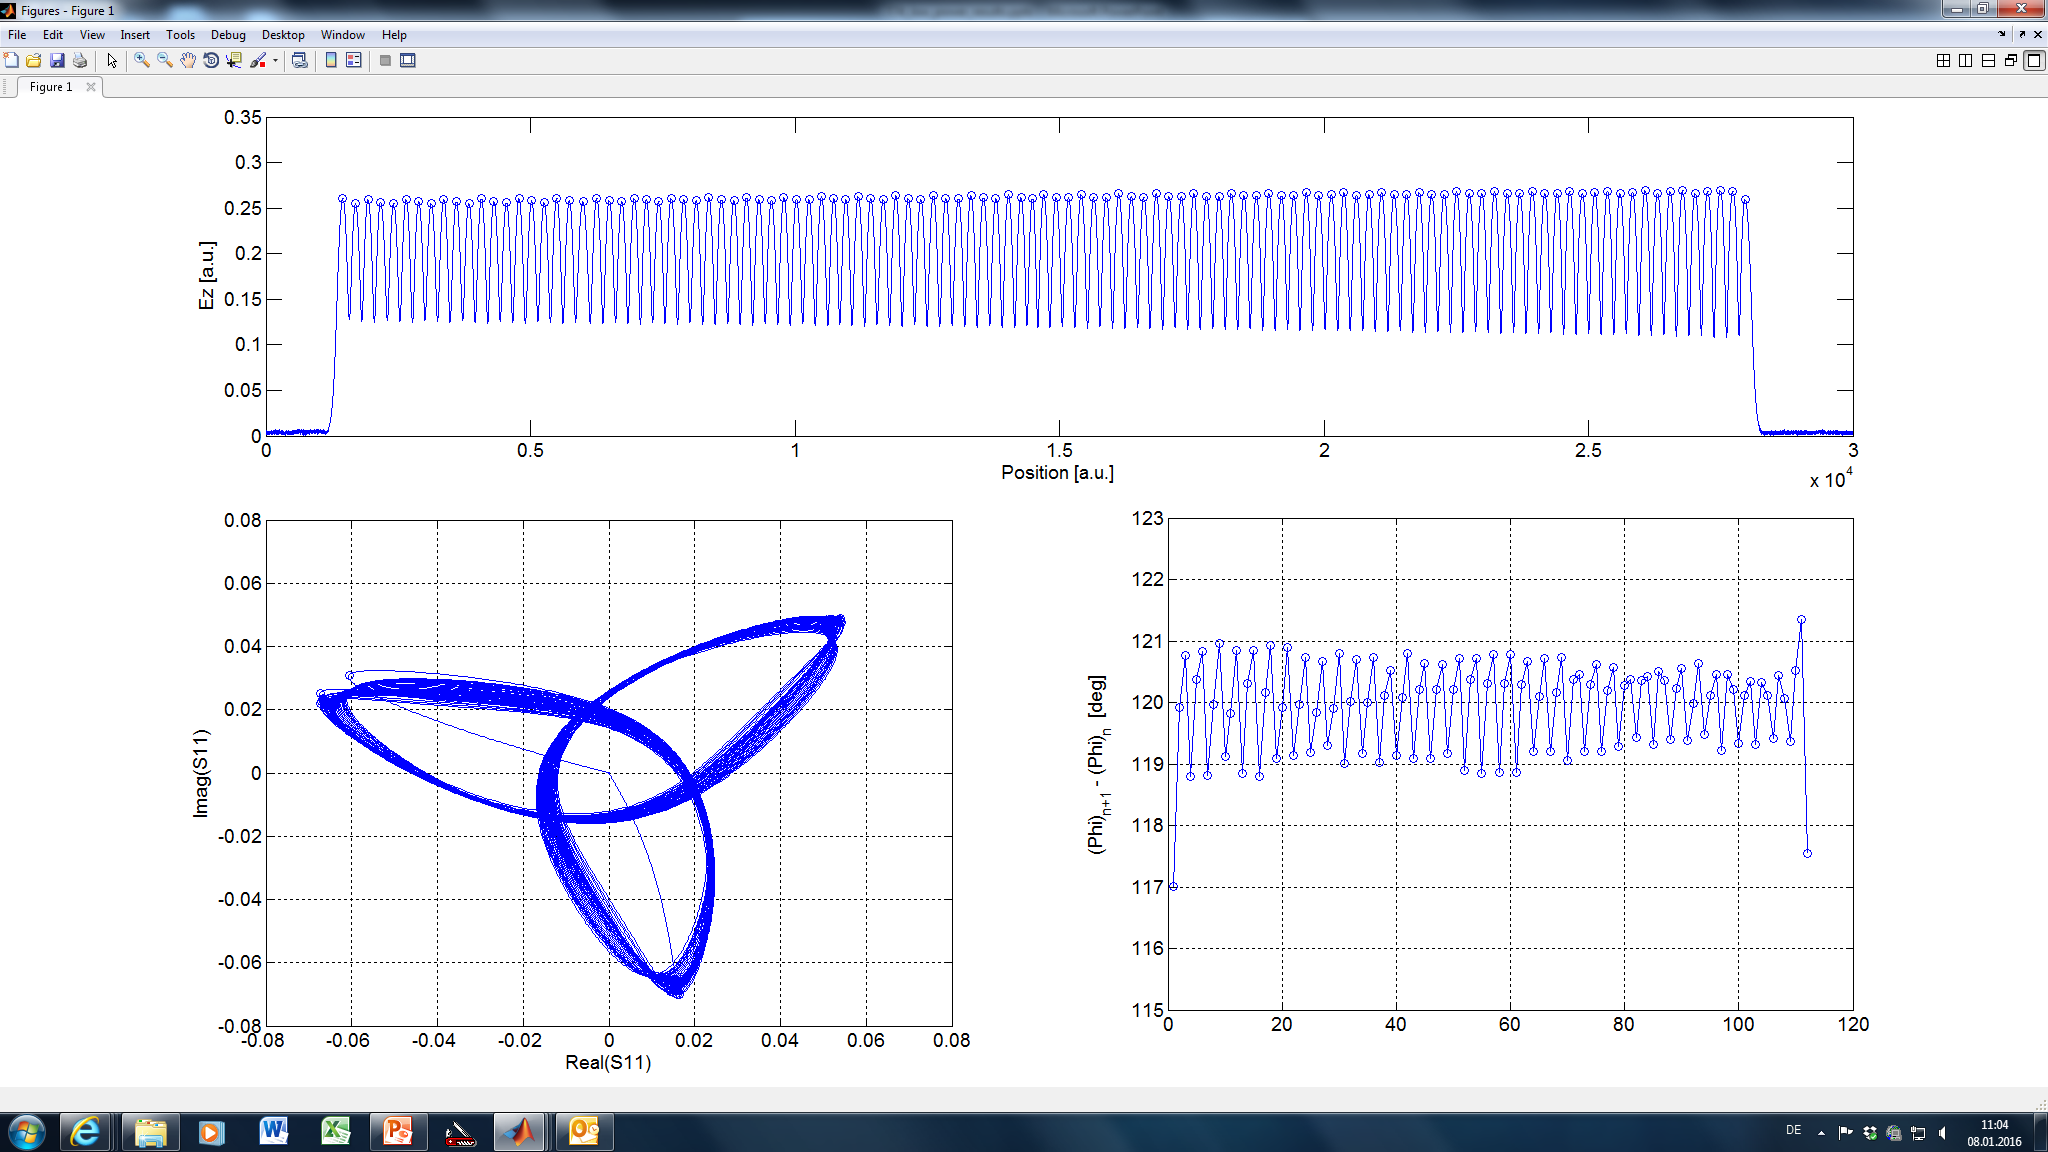 Figures - Figure 1
File Edit View Insert Tools Debug Desktop Window Help
Figure 1
0.35
0.3
0.25
0.2
0.15
0.1
0.05
0
Ez [a.u.]
0 0.5 1 1.5 2 2.5 3
Position [a.u.]
x 10^4
0.08
0.06
0.04
0.02
0
-0.02
-0.04
-0.06
-0.08
Imag(S11)
-0.08 -0.06 -0.04 -0.02 0 0.02 0.04 0.06 0.08
Real(S11)
123
122
121
120
119
118
117
116
115
(Phi)n+1 - (Phi)n [deg]
0 20 40 60 80 100 120
DE
11:04
08.01.2016